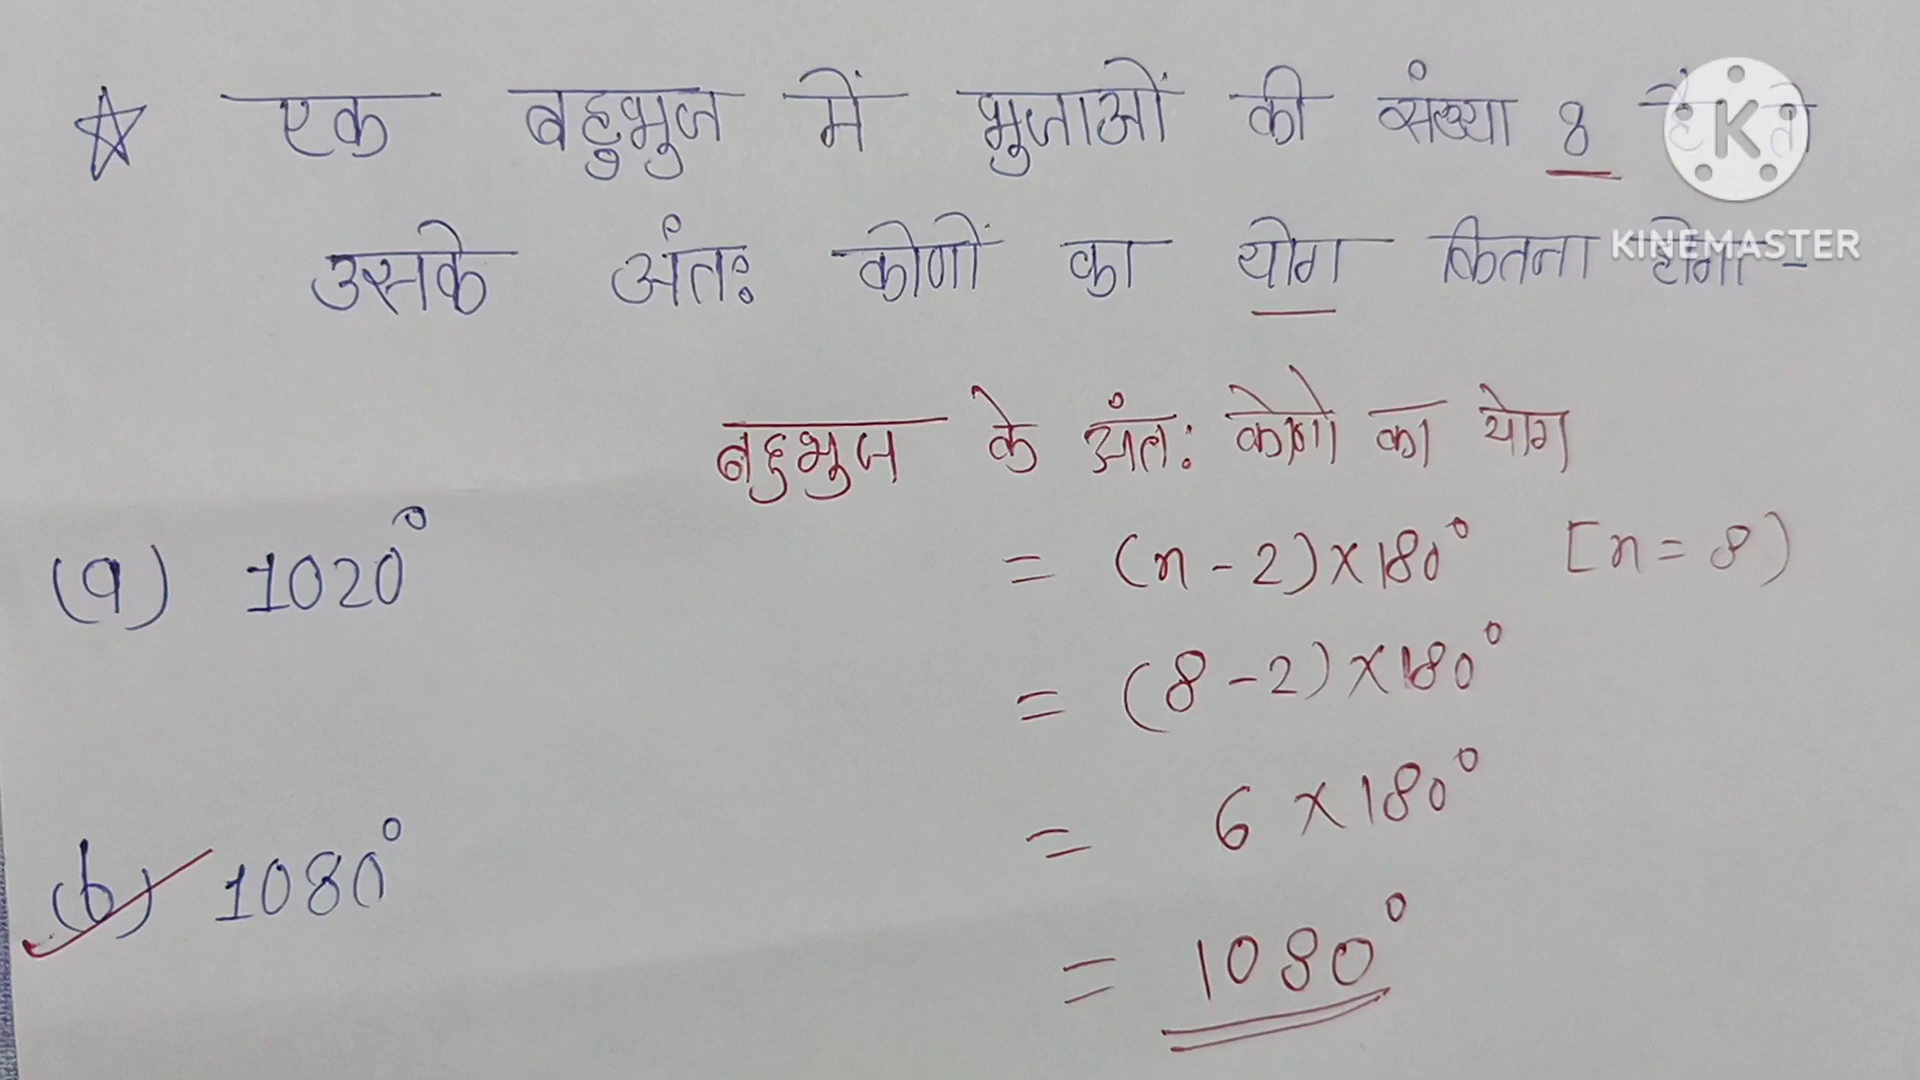 एक बहुभुज में भुजाओं की संख्या 8 है तो
उसके अंतः कोणों का योग कितना होगा -
बहुभुज के अंतः कोणो का योग
= (n - 2) × 180° [n = 8)
= (8 - 2) × 180°
= 6 × 180°
= 1080°
(a) 1020°
(b) 1080°
K
KINEMASTER